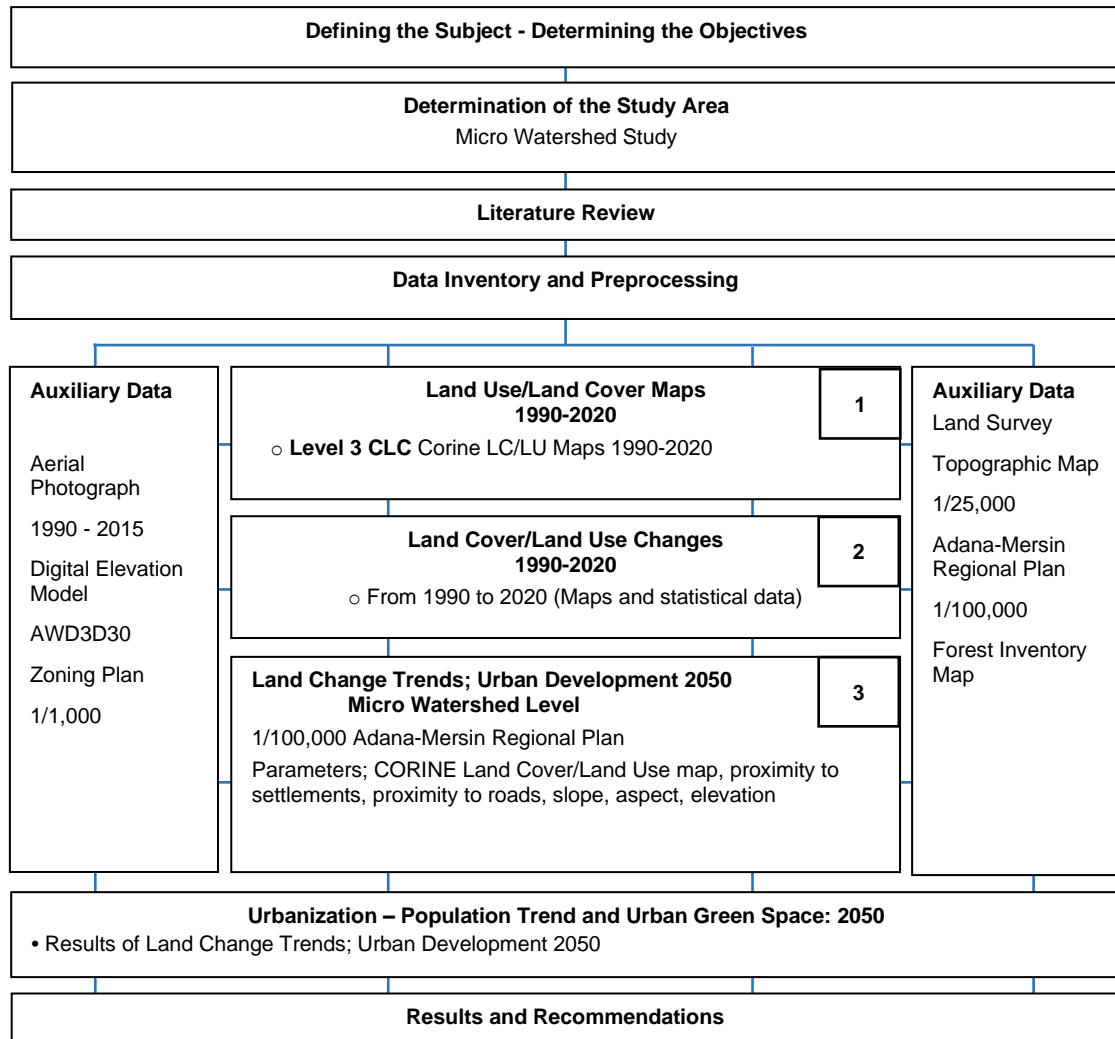 Defining the Subject - Determining the Objectives
Determination of the Study Area
Micro Watershed Study
Literature Review
Data Inventory and Preprocessing
Auxiliary Data
Aerial
Photograph
1990 - 2015
Digital Elevation
Model
AWD3D30
Zoning Plan
1/1,000
Land Use/Land Cover Maps
1990-2020
○ Level 3 CLC Corine LC/LU Maps 1990-2020
1
Land Cover/Land Use Changes
1990-2020
○ From 1990 to 2020 (Maps and statistical data)
2
Land Change Trends; Urban Development 2050
Micro Watershed Level
1/100,000 Adana-Mersin Regional Plan
Parameters; CORINE Land Cover/Land Use map, proximity to
settlements, proximity to roads, slope, aspect, elevation
3
Auxiliary Data
Land Survey
Topographic Map
1/25,000
Adana-Mersin
Regional Plan
1/100,000
Forest Inventory
Map
Urbanization – Population Trend and Urban Green Space: 2050
• Results of Land Change Trends; Urban Development 2050
Results and Recommendations